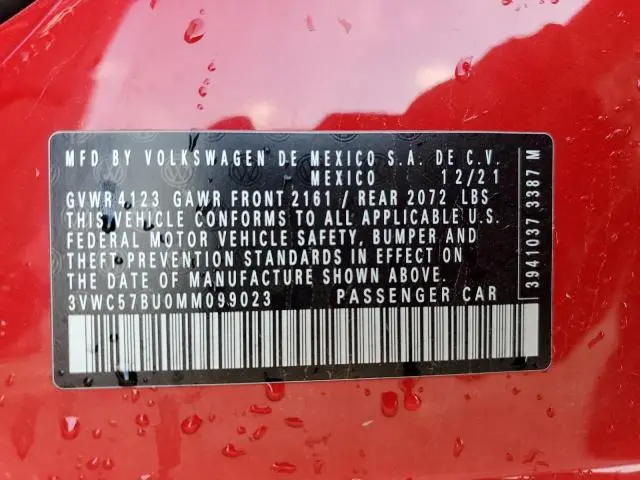 MFD BY VOLKSWAGEN DE MEXICO S.A. DE C.V.
MEXICO 12/21
GVWR 4123 GAWR FRONT 2161 / REAR 2072 LBS
THIS VEHICLE CONFORMS TO ALL APPLICABLE U.S.
FEDERAL MOTOR VEHICLE SAFETY, BUMPER AND
THEFT PREVENTION STANDARDS IN EFFECT ON
THE DATE OF MANUFACTURE SHOWN ABOVE.
3VWC57BU0MM099023 PASSENGER CAR
3941037 3387 M